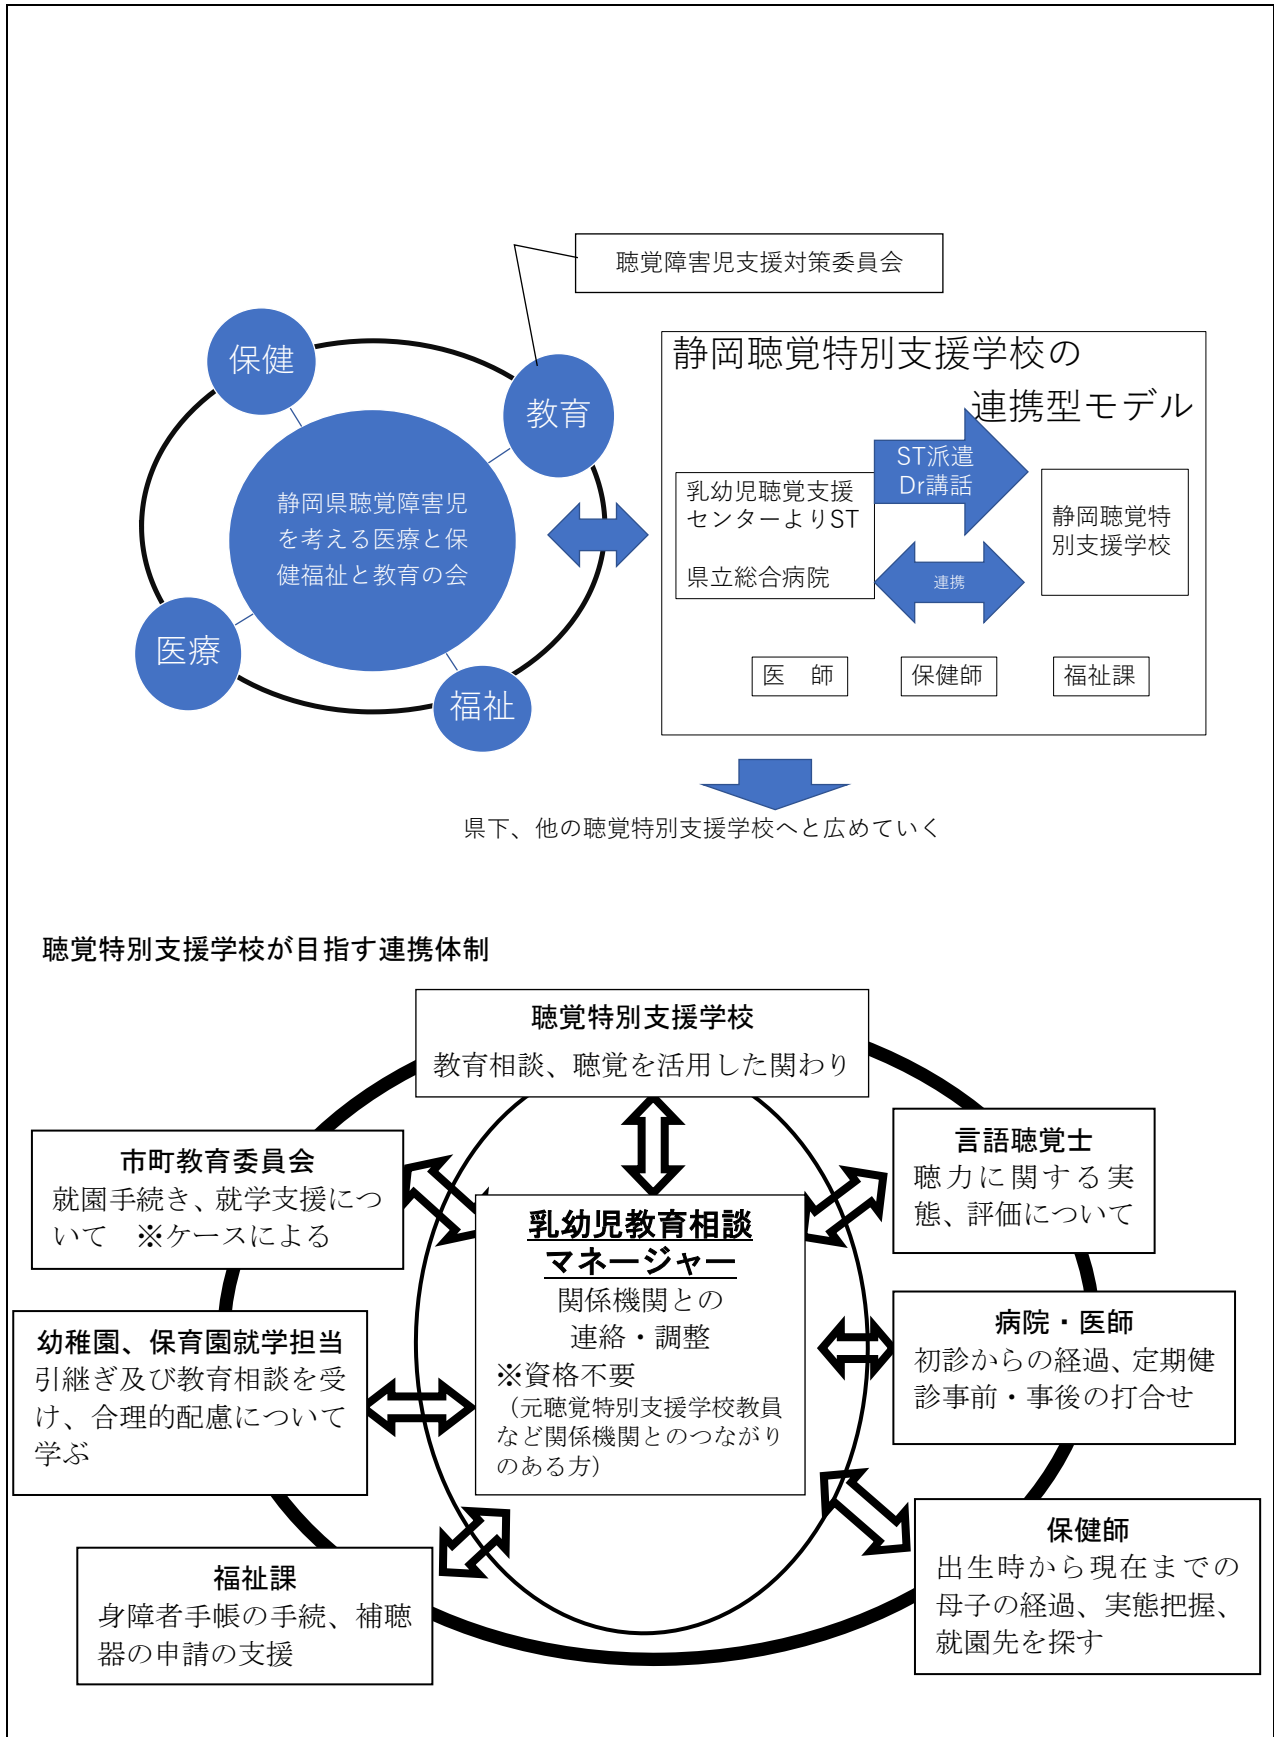 聴覚障害児支援対策委員会
保健
教育
静岡県聴覚障害児
を考える医療と保
健福祉と教育の会
医療
福祉
静岡聴覚特別支援学校の
連携型モデル
ST派遣
Dr講話
乳幼児聴覚支援
センターよりST
県立総合病院
静岡聴覚特
別支援学校
連携
医　師
保健師
福祉課
県下、他の聴覚特別支援学校へと広めていく
聴覚特別支援学校が目指す連携体制
聴覚特別支援学校
教育相談、聴覚を活用した関わり
市町教育委員会
就園手続き、就学支援につ
いて　※ケースによる
言語聴覚士
聴力に関する実
態、評価について
乳幼児教育相談
マネージャー
関係機関との
連絡・調整
※資格不要
（元聴覚特別支援学校教員
など関係機関とのつながり
のある方）
幼稚園、保育園就学担当
引継ぎ及び教育相談を受
け、合理的配慮について
学ぶ
病院・医師
初診からの経過、定期健
診事前・事後の打合せ
福祉課
身障者手帳の手続、補聴
器の申請の支援
保健師
出生時から現在までの
母子の経過、実態把握、
就園先を探す